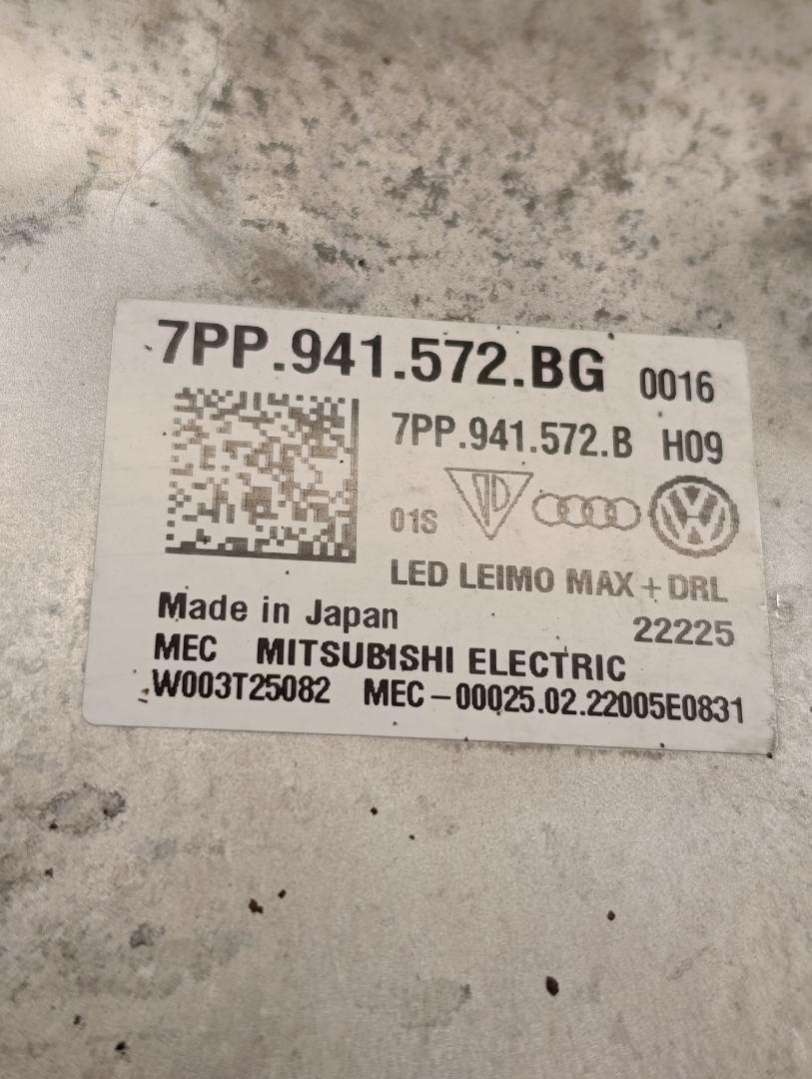 7PP.941.572.BG 0016
7PP.941.572.B H09
01S
LED LEIMO MAX + DRL
Made in Japan 22225
MEC MITSUBISHI ELECTRIC
W003T25082 MEC-00025.02.22005E0831